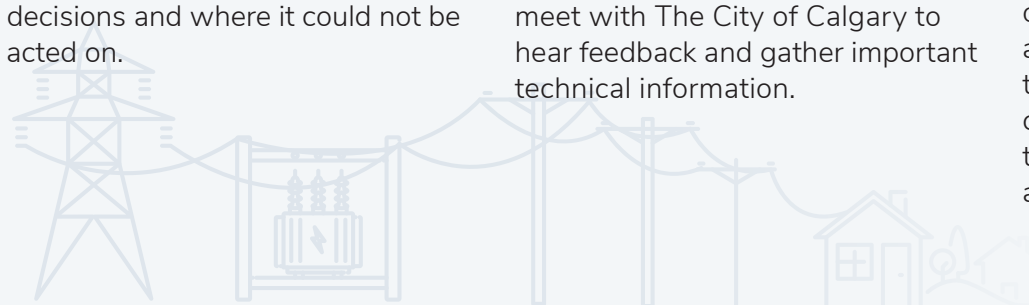 decisions and where it could not be
acted on.
meet with The City of Calgary to
hear feedback and gather important
technical information.